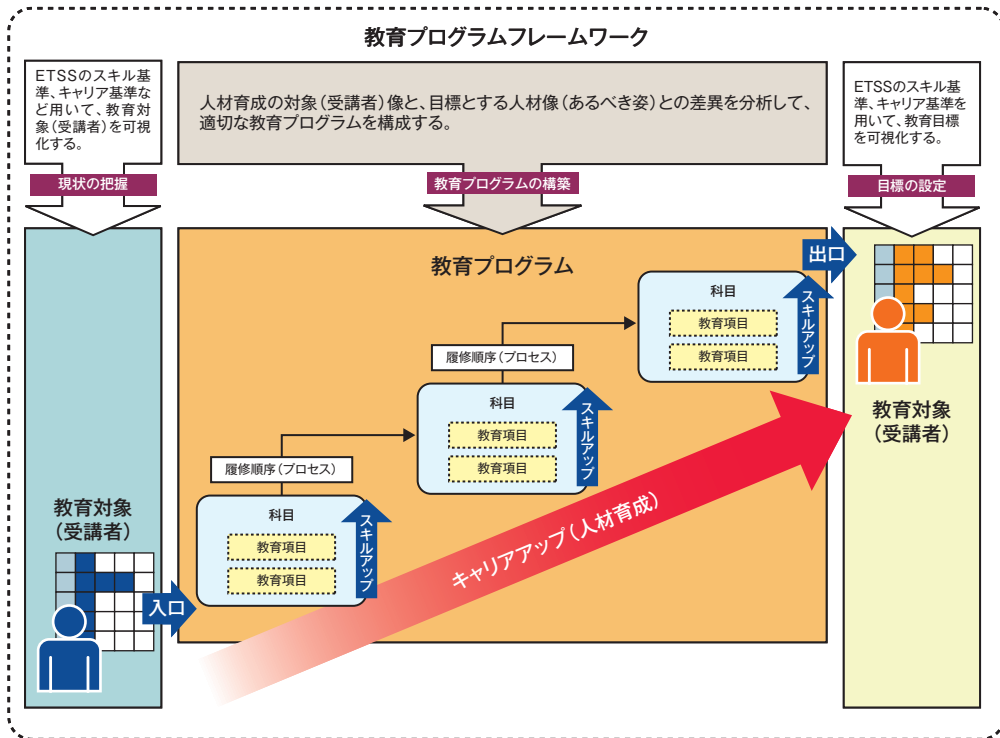 教育プログラムフレームワーク
ETSSのスキル基
準、キャリア基準な
ど用いて、教育対
象(受講者)を可視
化する。
現状の把握
人材育成の対象(受講者)像と、目標とする人材像(あるべき姿)との差異を分析して、
適切な教育プログラムを構成する。
教育プログラムの構築
ETSSのスキル基
準、キャリア基準を
用いて、教育目標
を可視化する。
目標の設定
教育プログラム
出口
科目
教育項目
教育項目
スキルアップ
履修順序(プロセス)
科目
教育項目
教育項目
スキルアップ
履修順序(プロセス)
科目
教育項目
教育項目
スキルアップ
キャリアアップ(人材育成)
教育対象
(受講者)
入口
教育対象
(受講者)